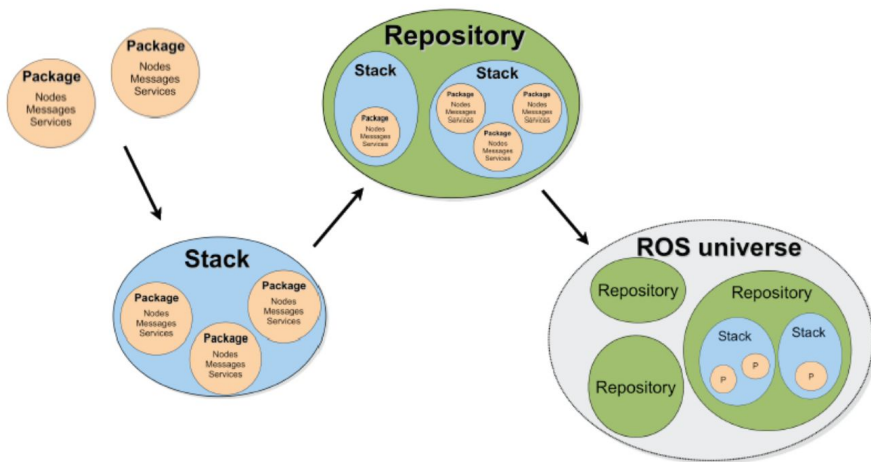 Package
Nodes
Messages
Services
Package
Nodes
Messages
Services
Repository
Stack
Package
Nodes
Messages
Services
Stack
Package
Nodes
Messages
Services
Package
Nodes
Messages
Services
Package
Nodes
Messages
Services
Stack
Package
Nodes
Messages
Services
Package
Nodes
Messages
Services
Package
Nodes
Messages
Services
ROS universe
Repository
Repository
Repository
Stack
P
P
Stack
P